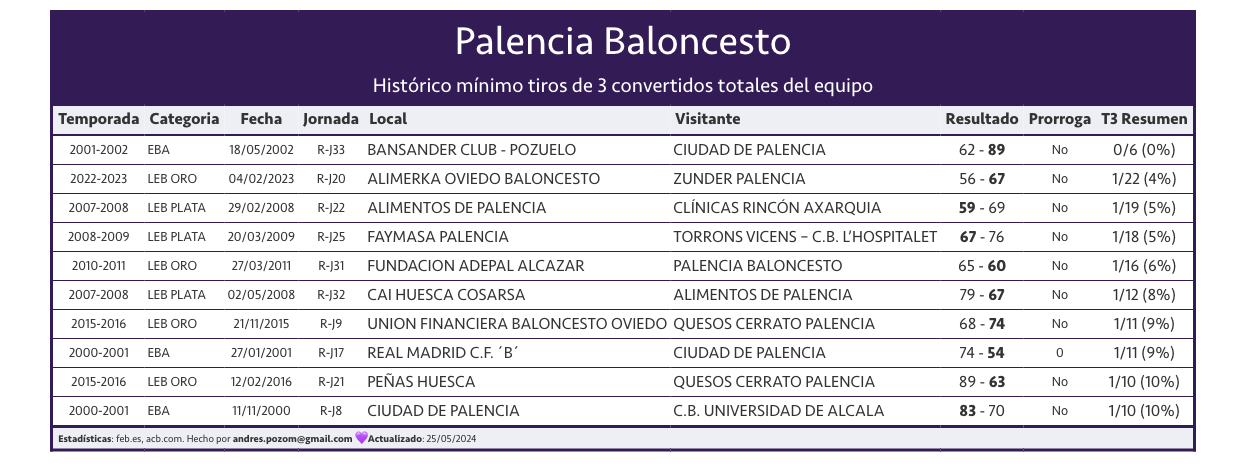 Palencia Baloncesto
Histórico mínimo tiros de 3 convertidos totales del equipo
Temporada Categoria Fecha Jornada Local Visitante Resultado Prorroga T3 Resumen
2001-2002 EBA 18/05/2002 R-J33 BANSANDER CLUB - POZUELO CIUDAD DE PALENCIA 62 - 89 No 0/6 (0%)
2022-2023 LEB ORO 04/02/2023 R-J20 ALIMERKA OVIEDO BALONCESTO ZUNDER PALENCIA 56 - 67 No 1/22 (4%)
2007-2008 LEB PLATA 29/02/2008 R-J22 ALIMENTOS DE PALENCIA CLÍNICAS RINCÓN AXARQUIA 59 - 69 No 1/19 (5%)
2008-2009 LEB PLATA 20/03/2009 R-J25 FAYMASA PALENCIA TORRONS VICENS – C.B. L'HOSPITALET 67 - 76 No 1/18 (5%)
2010-2011 LEB ORO 27/03/2011 R-J31 FUNDACION ADEPAL ALCAZAR PALENCIA BALONCESTO 65 - 60 No 1/16 (6%)
2007-2008 LEB PLATA 02/05/2008 R-J32 CAI HUESCA COSARSA ALIMENTOS DE PALENCIA 79 - 67 No 1/12 (8%)
2015-2016 LEB ORO 21/11/2015 R-J9 UNION FINANCIERA BALONCESTO OVIEDO QUESOS CERRATO PALENCIA 68 - 74 No 1/11 (9%)
2000-2001 EBA 27/01/2001 R-J17 REAL MADRID C.F. ´B´ CIUDAD DE PALENCIA 74 - 54 0 1/11 (9%)
2015-2016 LEB ORO 12/02/2016 R-J21 PEÑAS HUESCA QUESOS CERRATO PALENCIA 89 - 63 No 1/10 (10%)
2000-2001 EBA 11/11/2000 R-J8 CIUDAD DE PALENCIA C.B. UNIVERSIDAD DE ALCALA 83 - 70 No 1/10 (10%)
Estadísticas: feb.es, acb.com. Hecho por andres.pozom@gmail.com 💜Actualizado: 25/05/2024